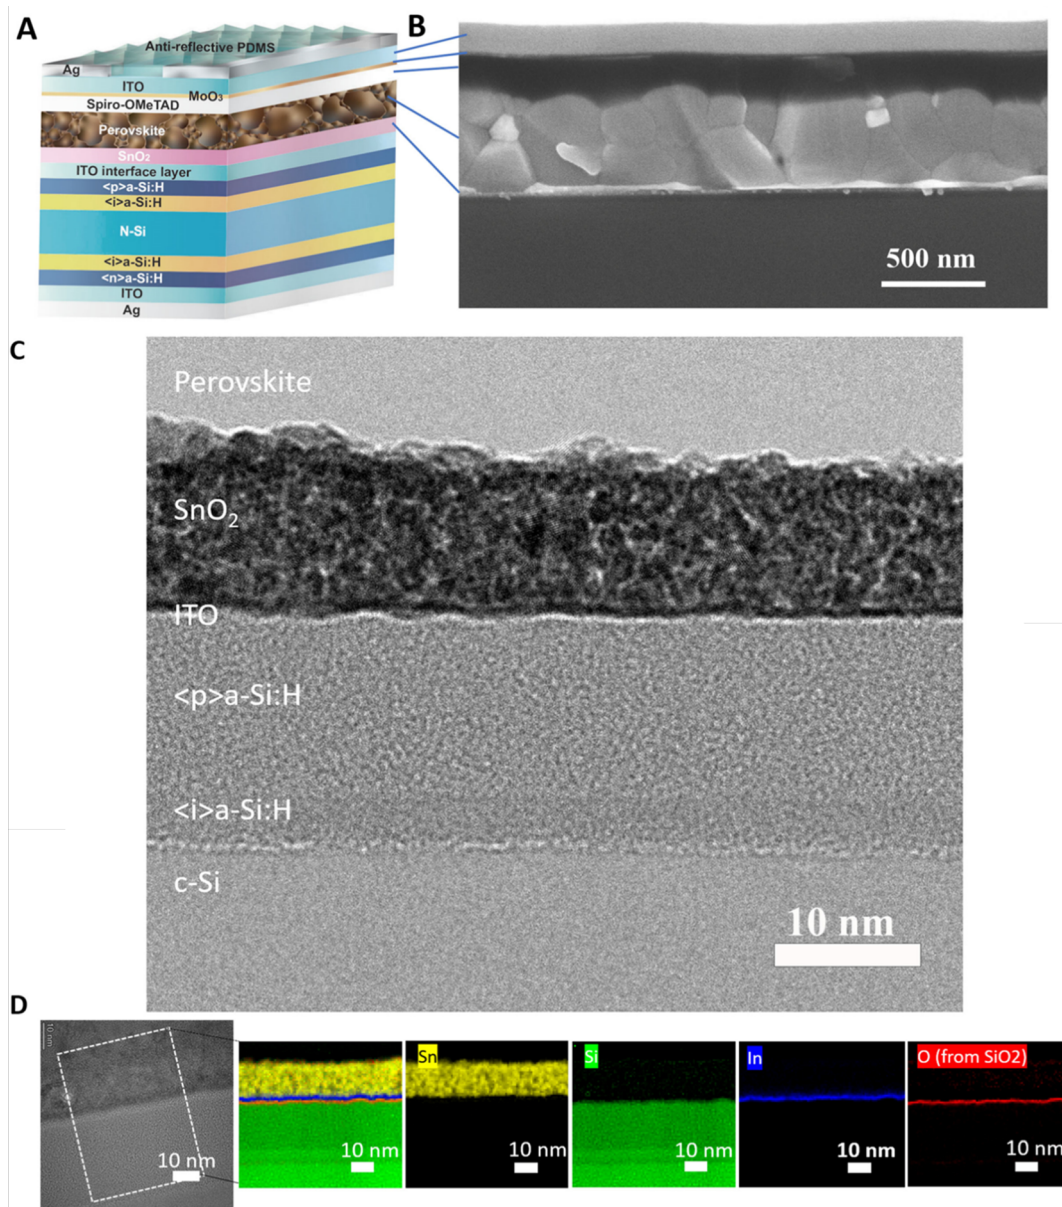 A
Anti-reflective PDMS
Ag
ITO
MoO3
Spiro-OMeTAD
Perovskite
SnO2
ITO interface layer
<p>a-Si:H
<i>a-Si:H
N-Si
<i>a-Si:H
<n>a-Si:H
ITO
Ag
B
500 nm
C
Perovskite
SnO2
ITO
<p>a-Si:H
<i>a-Si:H
c-Si
10 nm
D
10 nm
10 nm
10 nm
Sn
10 nm
Si
10 nm
In
10 nm
O (from SiO2)
10 nm